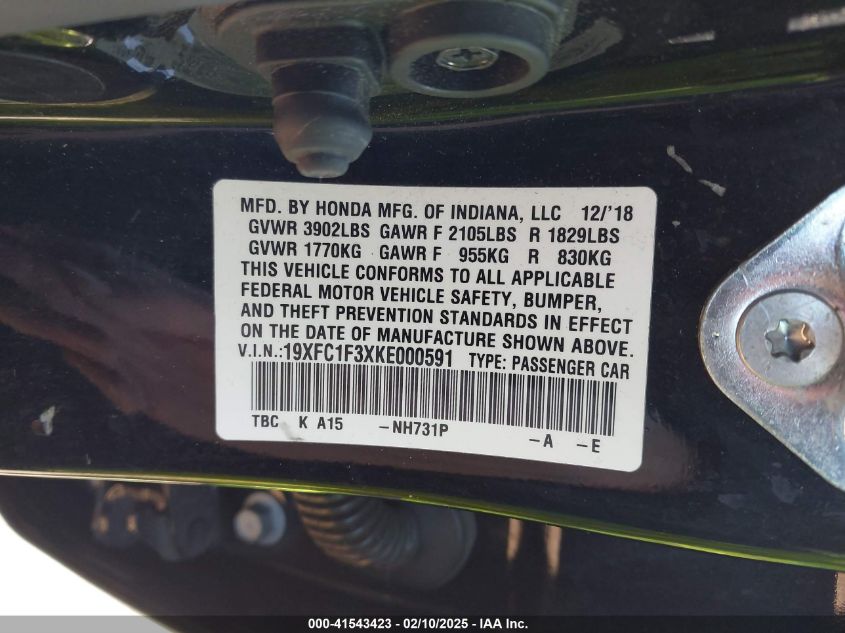 MFD. BY HONDA MFG. OF INDIANA, LLC 12/'18
GVWR 3902LBS GAWR F 2105LBS R 1829LBS
GVWR 1770KG GAWR F 955KG R 830KG
THIS VEHICLE CONFORMS TO ALL APPLICABLE
FEDERAL MOTOR VEHICLE SAFETY, BUMPER,
AND THEFT PREVENTION STANDARDS IN EFFECT
ON THE DATE OF MANUFACTURE SHOWN ABOVE.
V.I.N.:19XFC1F3XKE000591 TYPE: PASSENGER CAR
TBC K A15 -NH731P -A -E
000-41543423 - 02/10/2025 - IAA Inc.